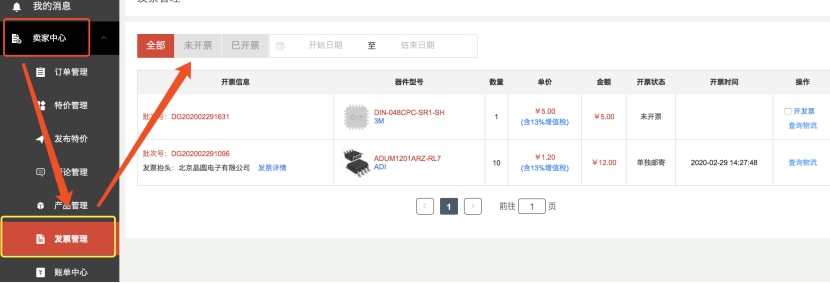 我的消息
发票管理
卖家中心
订单管理
特价管理
发布特价
评论管理
产品管理
发票管理
账单中心
全部 未开票 已开票 开始日期 至 结束日期
开票信息 器件型号 数量 单价 金额 开票状态 开票时间 操作
批次号：DG202002291631 DIN-048CPC-SR1-SH 3M 1 ￥5.00 (含13%增值税) ￥5.00 未开票 开发票 查询物流
批次号：DG202002291096 ADUM1201ARZ-RL7 ADI 10 ￥1.20 (含13%增值税) ￥12.00 单独邮寄 2020-02-29 14:27:48 查询物流
发票抬头：北京晶圆电子有限公司 发票详情
< 1 > 前往 1 页